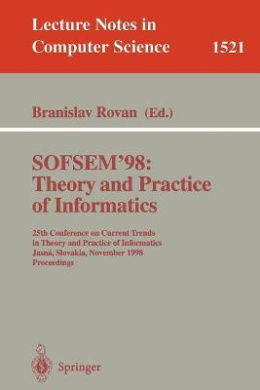 Lecture Notes in
Computer Science 1521
Branislav Rovan (Ed.)
SOFSEM'98:
Theory and Practice
of Informatics
25th Conference on Current Trends
in Theory and Practice of Informatics
Jasná, Slovakia, November 1998
Proceedings
Springer